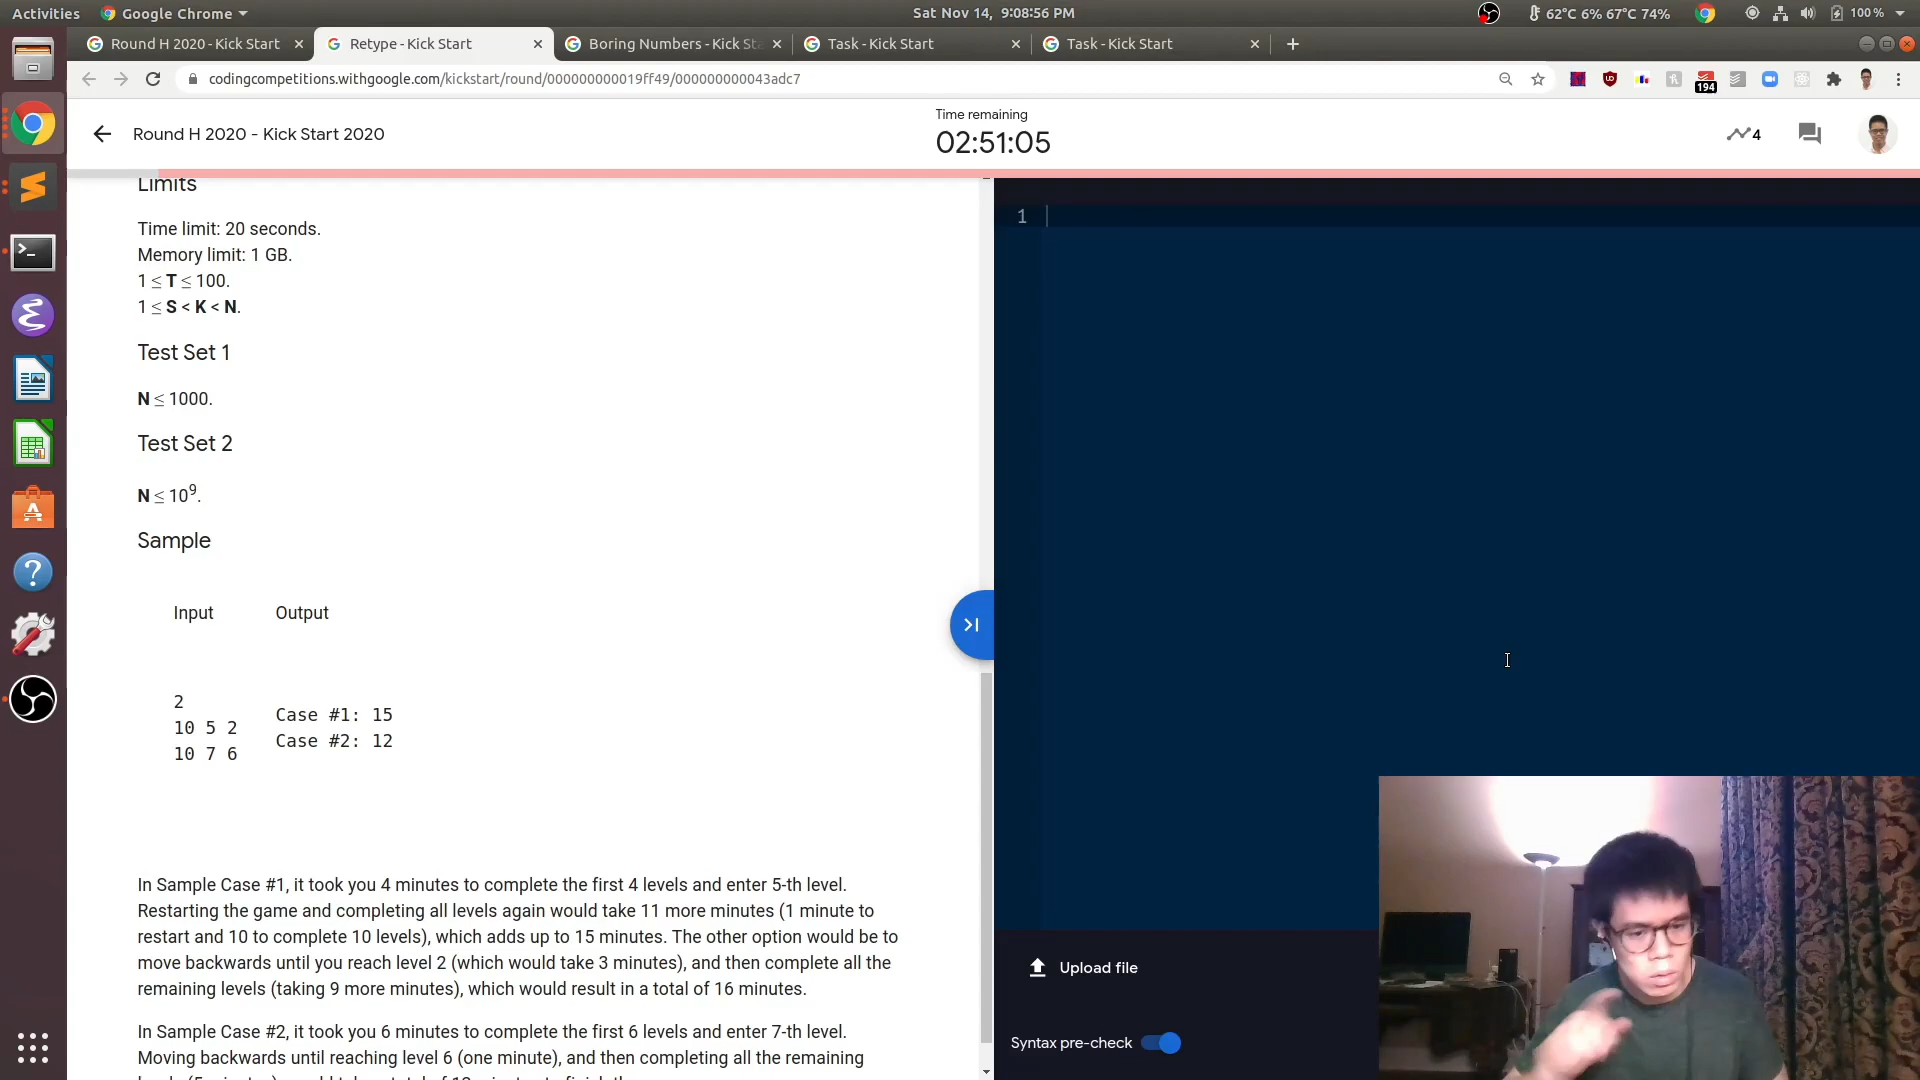 Activities
Google Chrome
Sat Nov 14, 9:08:56 PM
62°C 6% 67°C 74%
100 %
Round H 2020 - Kick Start
Retype - Kick Start
Boring Numbers - Kick Sta
Task - Kick Start
Task - Kick Start
codingcompetitions.withgoogle.com/kickstart/round/000000000019ff49/000000000043adc7
194
Round H 2020 - Kick Start 2020
Time remaining
02:51:05
4
Limits
Time limit: 20 seconds.
Memory limit: 1 GB.
1 ≤ T ≤ 100.
1 ≤ S < K < N.
Test Set 1
N ≤ 1000.
Test Set 2
N ≤ 10⁹.
Sample
Input Output
2
10 5 2
10 7 6
Case #1: 15
Case #2: 12
In Sample Case #1, it took you 4 minutes to complete the first 4 levels and enter 5-th level.
Restarting the game and completing all levels again would take 11 more minutes (1 minute to
restart and 10 to complete 10 levels), which adds up to 15 minutes. The other option would be to
move backwards until you reach level 2 (which would take 3 minutes), and then complete all the
remaining levels (taking 9 more minutes), which would result in a total of 16 minutes.
In Sample Case #2, it took you 6 minutes to complete the first 6 levels and enter 7-th level.
Moving backwards until reaching level 6 (one minute), and then completing all the remaining
1
Upload file
Syntax pre-check